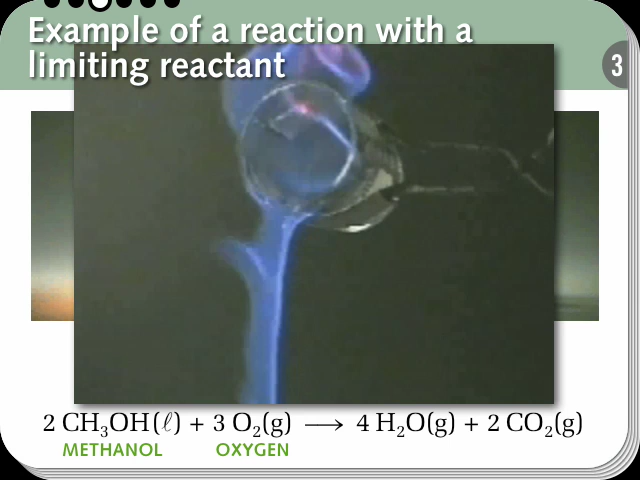 Example of a reaction with a
limiting reactant
3
2 CH₃OH(ℓ) + 3 O₂(g) ⟶ 4 H₂O(g) + 2 CO₂(g)
METHANOL OXYGEN